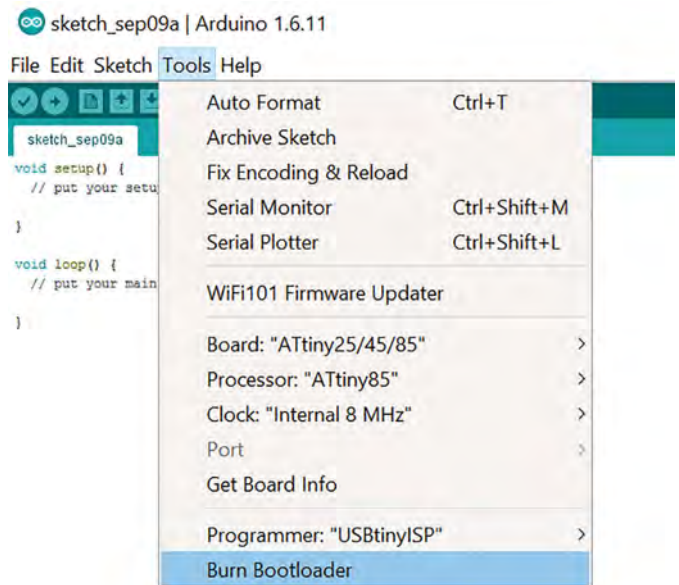 sketch_sep09a | Arduino 1.6.11
File Edit Sketch Tools Help
Auto Format Ctrl+T
sketch_sep09a
Archive Sketch
void setup() {
Fix Encoding & Reload
// put your setu
Serial Monitor Ctrl+Shift+M
}
Serial Plotter Ctrl+Shift+L
void loop() {
// put your main
WiFi101 Firmware Updater
}
Board: "ATtiny25/45/85"
Processor: "ATtiny85"
Clock: "Internal 8 MHz"
Port
Get Board Info
Programmer: "USBtinyISP"
Burn Bootloader